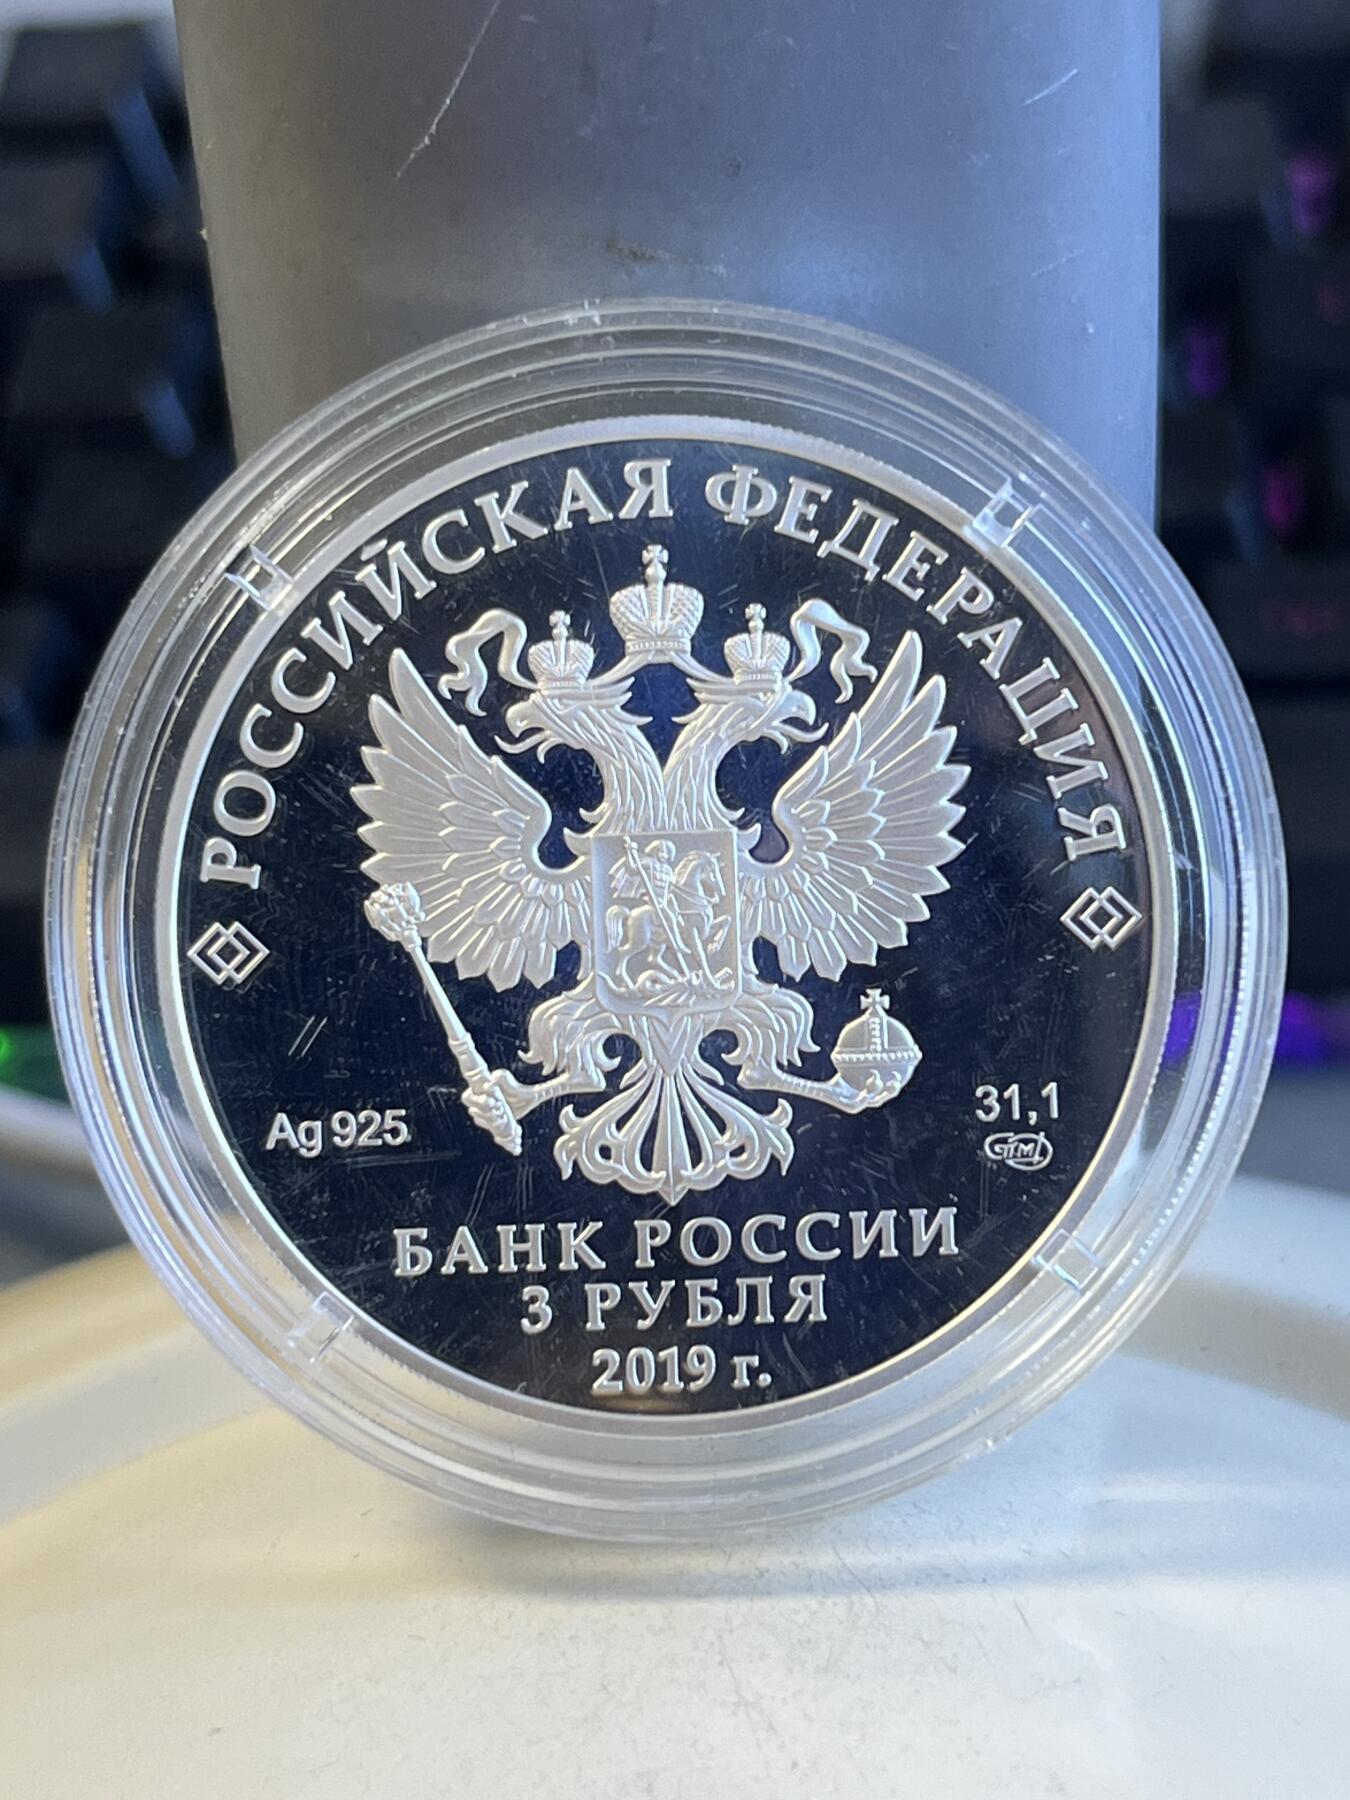 РОССИЙСКАЯ ФЕДЕРАЦИЯ
Ag 925
31,1
СПМД
БАНК РОССИИ
3 РУБЛЯ
2019 г.